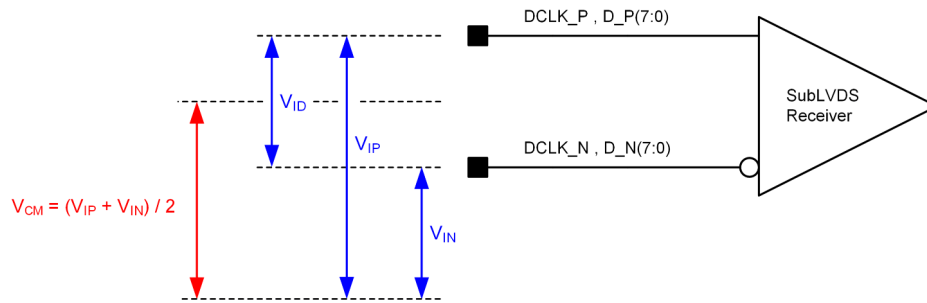 DCLK_P , D_P(7:0)
SubLVDS
Receiver
VID
VIP
DCLK_N , D_N(7:0)
VCM = (VIP + VIN) / 2
VIN